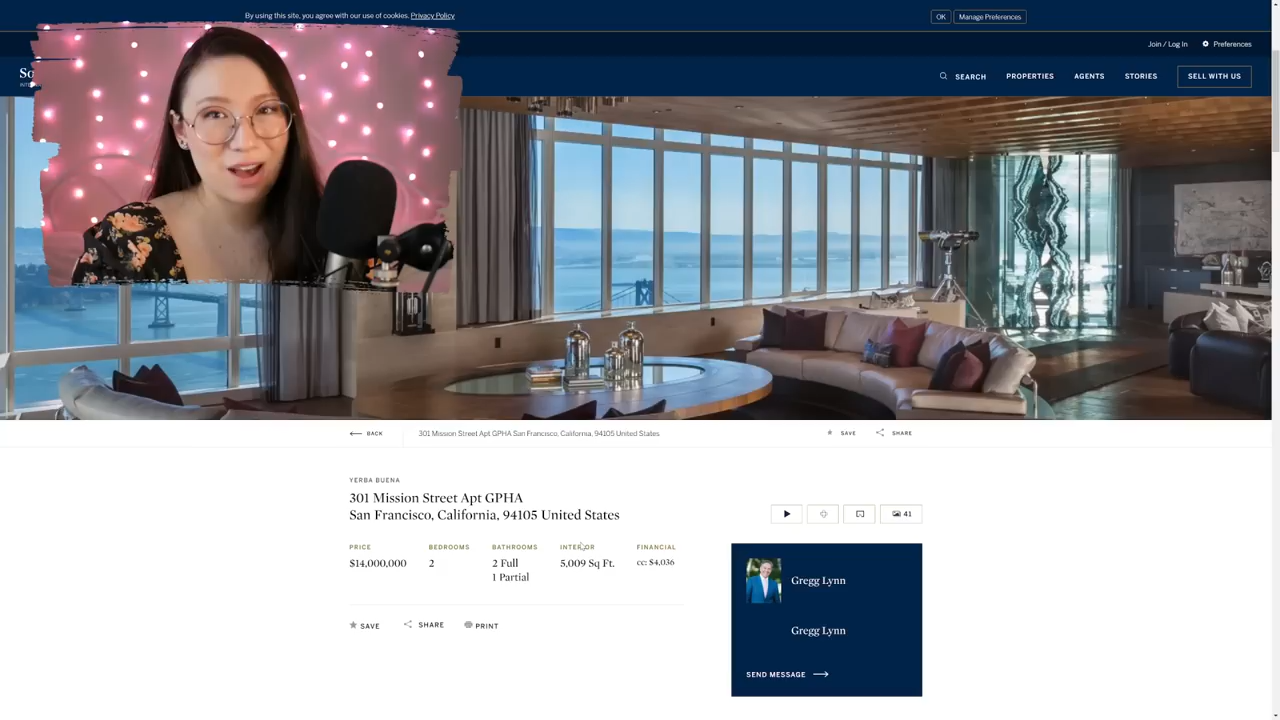 By using this site, you agree with our use of cookies. Privacy Policy
OK
Manage Preferences
Join / Log In
Preferences
SEARCH
PROPERTIES
AGENTS
STORIES
SELL WITH US
BACK
301 Mission Street Apt GPHA San Francisco, California, 94105 United States
SAVE
SHARE
YERBA BUENA
301 Mission Street Apt GPHA
San Francisco, California, 94105 United States
41
PRICE
BEDROOMS
BATHROOMS
INTERIOR
FINANCIAL
$14,000,000
2
2 Full
5,009 Sq Ft.
cc: $4,036
1 Partial
SAVE
SHARE
PRINT
Gregg Lynn
Gregg Lynn
SEND MESSAGE